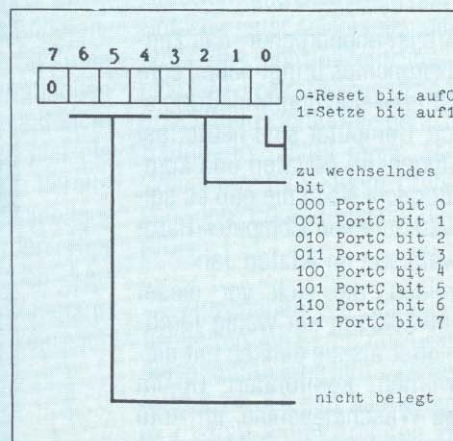 7 6 5 4 3 2 1 0
0
0=Reset bit auf0
1=Setze bit auf1
zu wechselndes
bit
000 PortC bit 0
001 PortC bit 1
010 PortC bit 2
011 PortC bit 3
100 PortC bit 4
101 PortC bit 5
110 PortC bit 6
111 PortC bit 7
nicht belegt